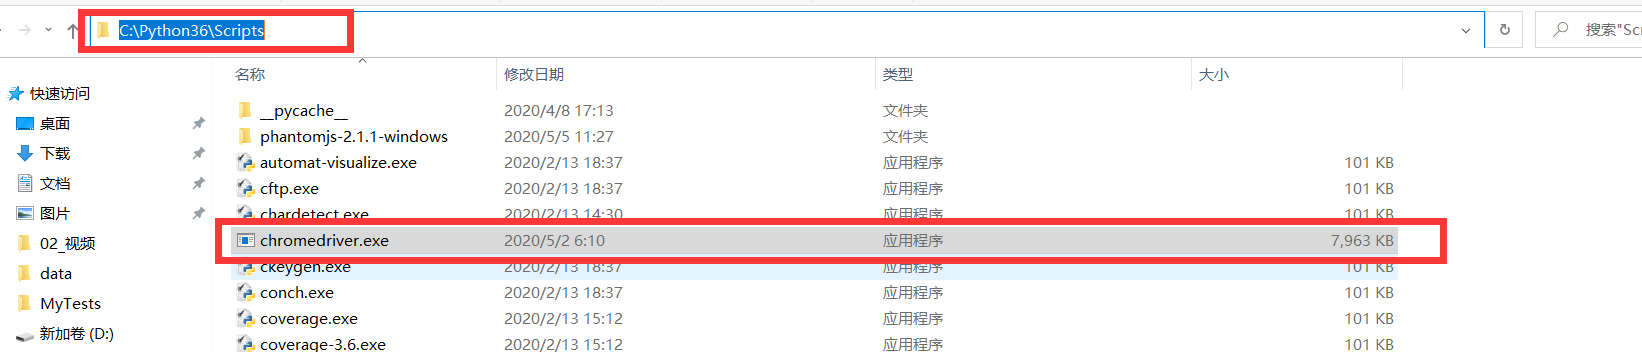 C:\Python36\Scripts
搜索"Scr
名称 修改日期 类型 大小
快速访问
桌面
下载
文档
图片
02_视频
data
MyTests
新加卷 (D:)
__pycache__ 2020/4/8 17:13 文件夹
phantomjs-2.1.1-windows 2020/5/5 11:27 文件夹
automat-visualize.exe 2020/2/13 18:37 应用程序 101 KB
cftp.exe 2020/2/13 18:37 应用程序 101 KB
chardetect.exe 2020/2/13 14:30 应用程序 101 KB
chromedriver.exe 2020/5/2 6:10 应用程序 7,963 KB
ckeygen.exe 2020/2/13 18:37 应用程序 101 KB
conch.exe 2020/2/13 18:37 应用程序 101 KB
coverage.exe 2020/2/13 15:12 应用程序 101 KB
coverage-3.6.exe 2020/2/13 15:12 应用程序 101 KB